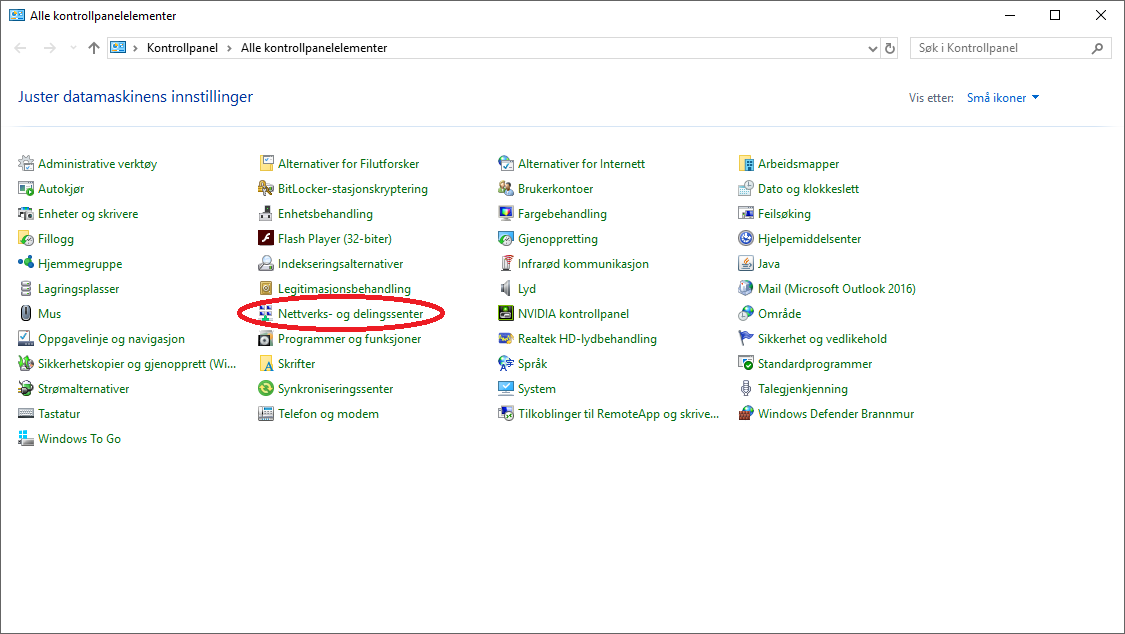 Alle kontrollpanelelementer
Kontrollpanel > Alle kontrollpanelelementer
Søk i Kontrollpanel
Juster datamaskinens innstillinger
Vis etter: Små ikoner
Administrative verktøy
Alternativer for Filutforsker
Alternativer for Internett
Arbeidsmapper
Autokjør
BitLocker-stasjonskryptering
Brukerkontoer
Dato og klokkeslett
Enheter og skrivere
Enhetsbehandling
Fargebehandling
Feilsøking
Fillogg
Flash Player (32-biter)
Gjenoppretting
Hjelpemiddelsenter
Hjemmegruppe
Indekseringsalternativer
Infrarød kommunikasjon
Java
Lagringsplasser
Legitimasjonsbehandling
Lyd
Mail (Microsoft Outlook 2016)
Mus
Nettverks- og delingssenter
NVIDIA kontrollpanel
Område
Oppgavelinje og navigasjon
Programmer og funksjoner
Realtek HD-lydbehandling
Sikkerhet og vedlikehold
Sikkerhetskopier og gjenopprett (Wi...
Skrifter
Språk
Standardprogrammer
Strømalternativer
Synkroniseringssenter
System
Talegjenkjenning
Tastatur
Telefon og modem
Tilkoblinger til RemoteApp og skrive...
Windows Defender Brannmur
Windows To Go